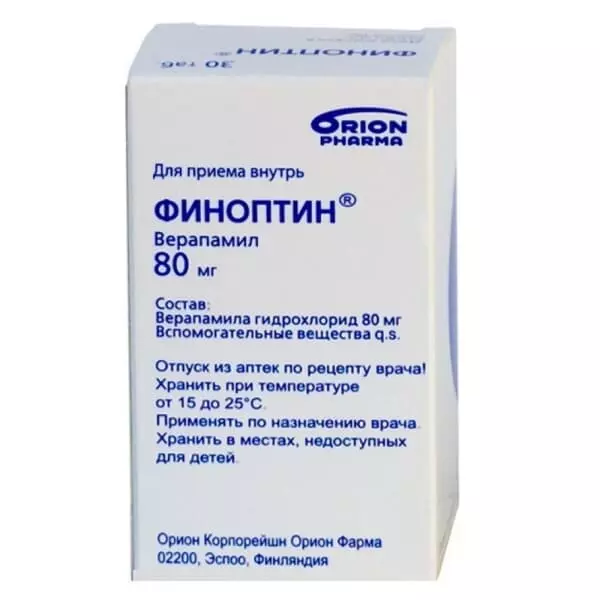 30 таб. ФИНОПТИН®
ORION
PHARMA
Для приема внутрь
ФИНОПТИН®
Верапамил
80 мг
Состав:
Верапамила гидрохлорид 80 мг
Вспомогательные вещества q.s.
Отпуск из аптек по рецепту врача!
Хранить при температуре
от 15 до 25°C.
Применять по назначению врача.
Хранить в местах, недоступных
для детей.
Орион Корпорейшн Орион Фарма
02200, Эспоо, Финляндия